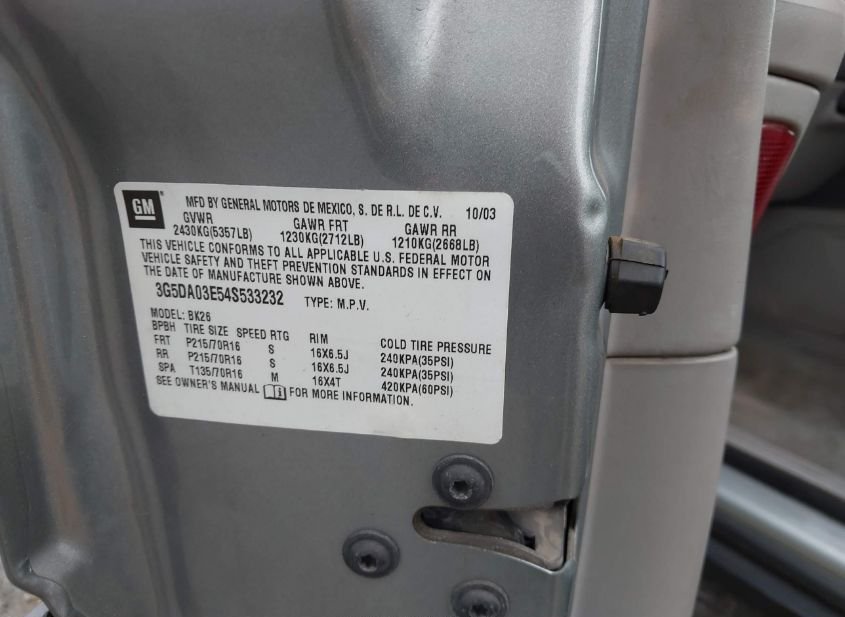 GM
MFD BY GENERAL MOTORS DE MEXICO, S. DE R.L. DE C.V. 10/03
GVWR GAWR FRT GAWR RR
2430KG(5357LB) 1230KG(2712LB) 1210KG(2668LB)
THIS VEHICLE CONFORMS TO ALL APPLICABLE U.S. FEDERAL MOTOR
VEHICLE SAFETY AND THEFT PREVENTION STANDARDS IN EFFECT ON
THE DATE OF MANUFACTURE SHOWN ABOVE.
3G5DA03E54S533232 TYPE: M.P.V.
MODEL: BK26
BPBH TIRE SIZE SPEED RTG RIM COLD TIRE PRESSURE
FRT P215/70R16 S 16X6.5J 240KPA(35PSI)
RR P215/70R16 S 16X6.5J 240KPA(35PSI)
SPA T135/70R16 M 16X4T 420KPA(60PSI)
SEE OWNER'S MANUAL FOR MORE INFORMATION.